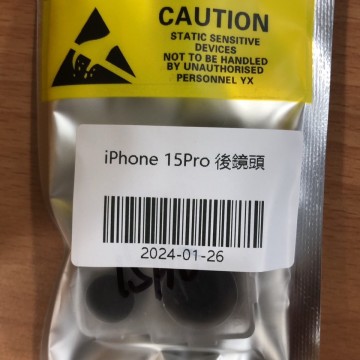 CAUTION
STATIC SENSITIVE
DEVICES
NOT TO BE HANDLED
BY UNAUTHORISED
PERSONNEL YX
iPhone 15Pro 後鏡頭
2024-01-26